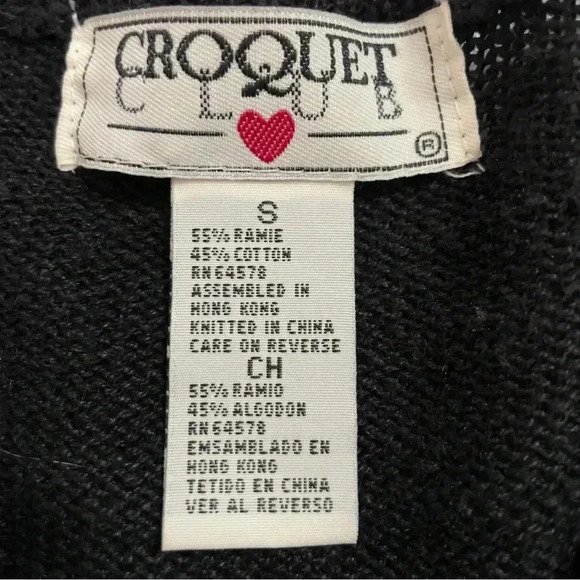 CROQUET
CLUB
®
S
55% RAMIE
45% COTTON
RN 64578
ASSEMBLED IN
HONG KONG
KNITTED IN CHINA
CARE ON REVERSE
CH
55% RAMIO
45% ALGODON
RN 64578
EMSAMBLADO EN
HONG KONG
TETIDO EN CHINA
VER AL REVERSO